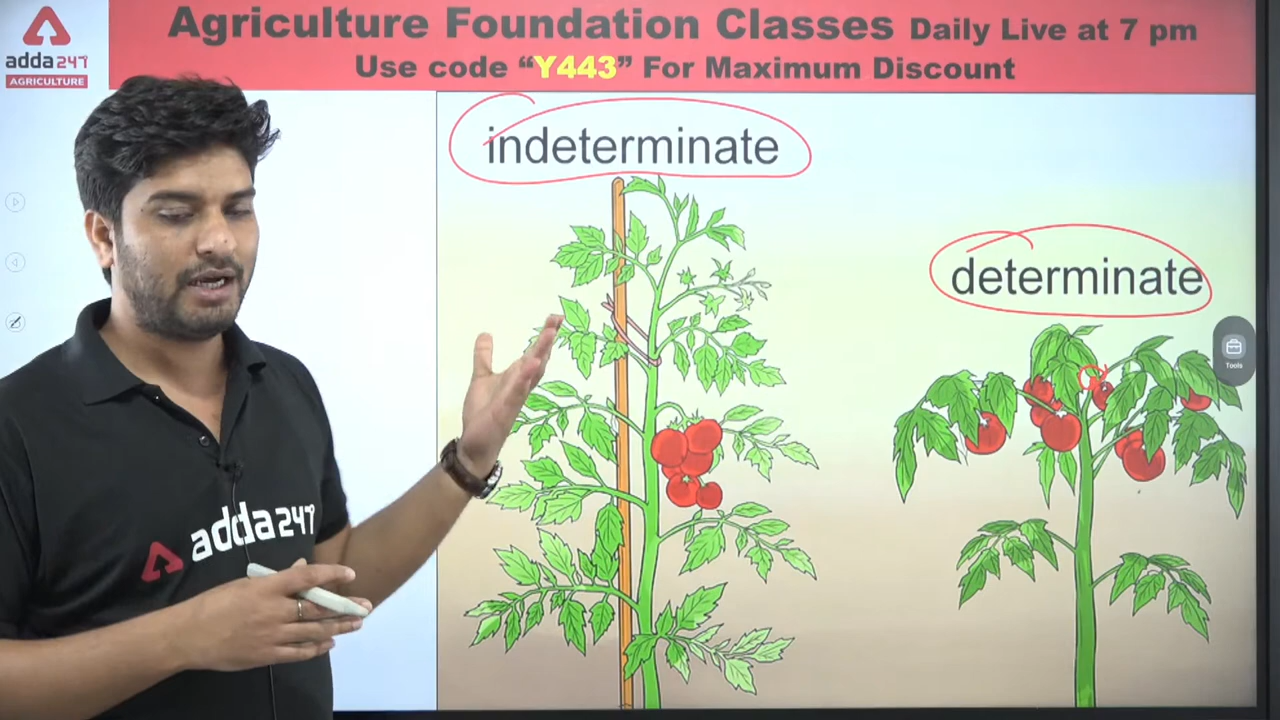 Agriculture Foundation Classes Daily Live at 7 pm
Use code “Y443” For Maximum Discount
adda247
AGRICULTURE
indeterminate
determinate
Tools
adda247